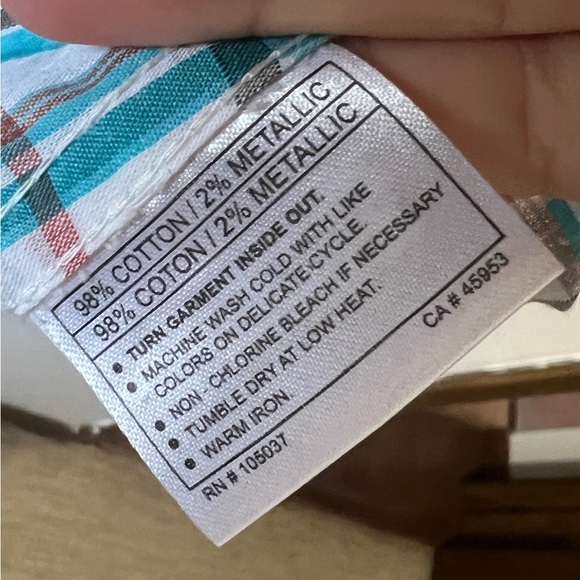 98% COTTON / 2% METALLIC
98% COTON / 2% METALLIC
• TURN GARMENT INSIDE OUT.
• MACHINE WASH COLD WITH LIKE
COLORS ON DELICATE CYCLE.
• NON - CHLORINE BLEACH IF NECESSARY
• TUMBLE DRY AT LOW HEAT.
• WARM IRON
RN # 105037
CA # 45953